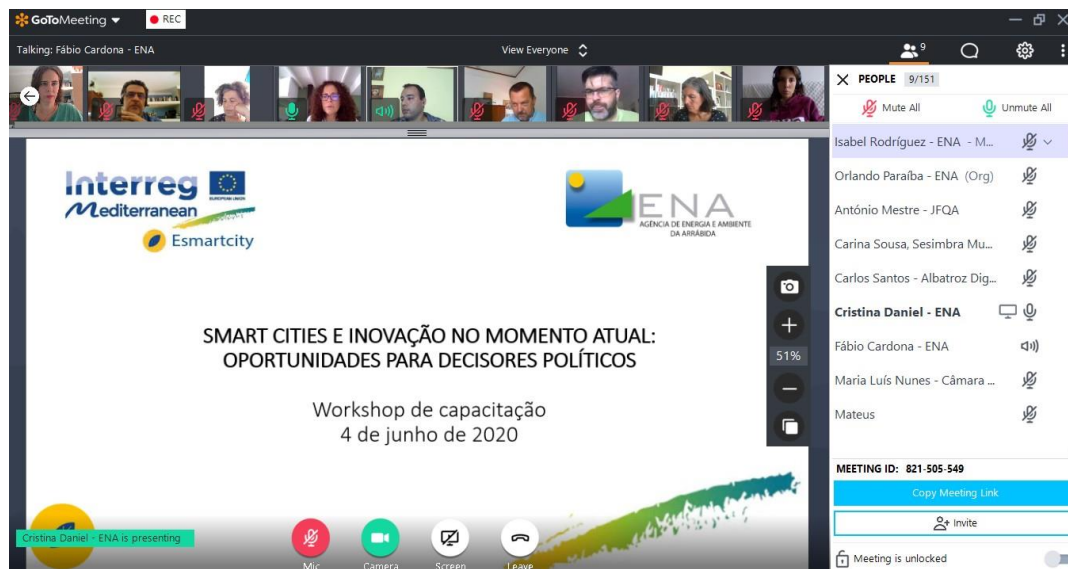 GoToMeeting
REC
Talking: Fábio Cardona - ENA
View Everyone
9
PEOPLE 9/151
Mute All
Unmute All
Isabel Rodríguez - ENA - M...
Orlando Paraíba - ENA (Org)
António Mestre - JFQA
Carina Sousa, Sesimbra Mu...
Carlos Santos - Albatroz Dig...
Cristina Daniel - ENA
Fábio Cardona - ENA
Maria Luís Nunes - Câmara ...
Mateus
MEETING ID: 821-505-549
Copy Meeting Link
Invite
Meeting is unlocked
Interreg
EUROPEAN UNION
Mediterranean
Esmartcity
ENA
AGÊNCIA DE ENERGIA E AMBIENTE
DA ARRÁBIDA
SMART CITIES E INOVAÇÃO NO MOMENTO ATUAL:
OPORTUNIDADES PARA DECISORES POLÍTICOS
Workshop de capacitação
4 de junho de 2020
51%
Cristina Daniel - ENA is presenting
Mic
Camera
Screen
Leave